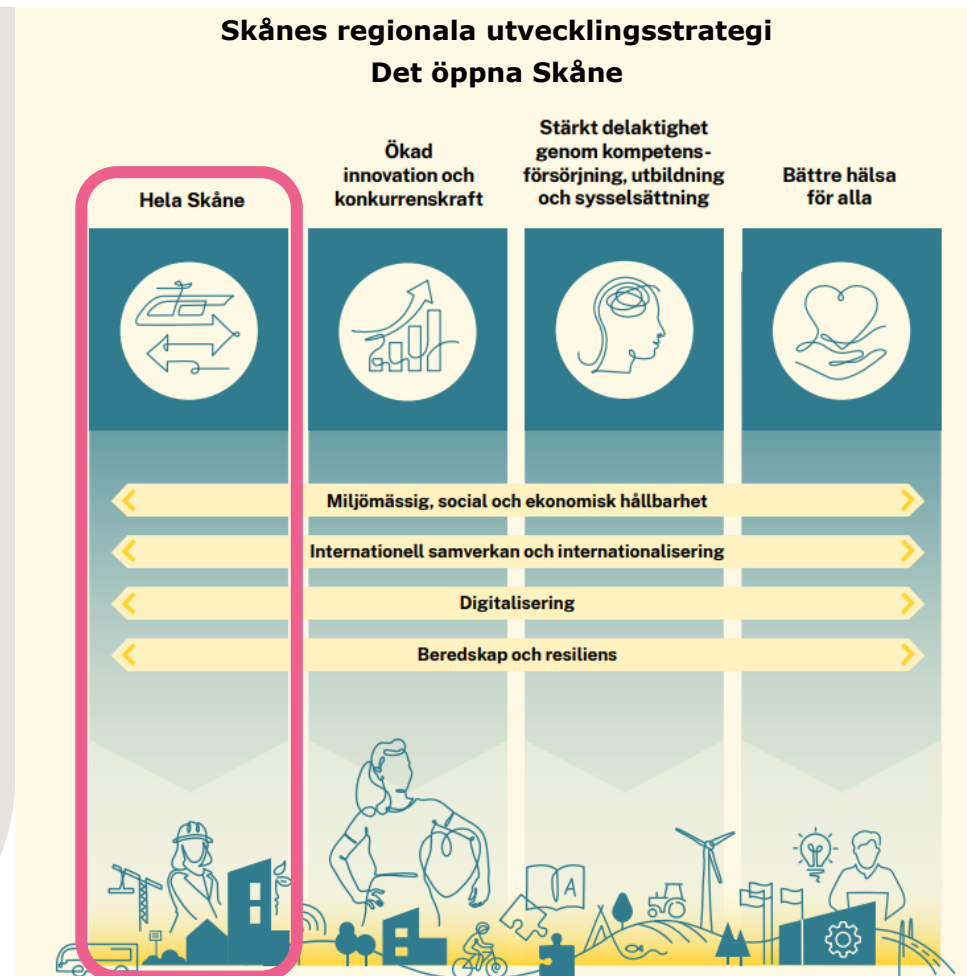 Skånes regionala utvecklingsstrategi
Det öppna Skåne
Hela Skåne
Ökad
innovation och
konkurrenskraft
Stärkt delaktighet
genom kompetens-
försörjning, utbildning
och sysselsättning
Bättre hälsa
för alla
Miljömässig, social och ekonomisk hållbarhet
Internationell samverkan och internationalisering
Digitalisering
Beredskap och resiliens
A